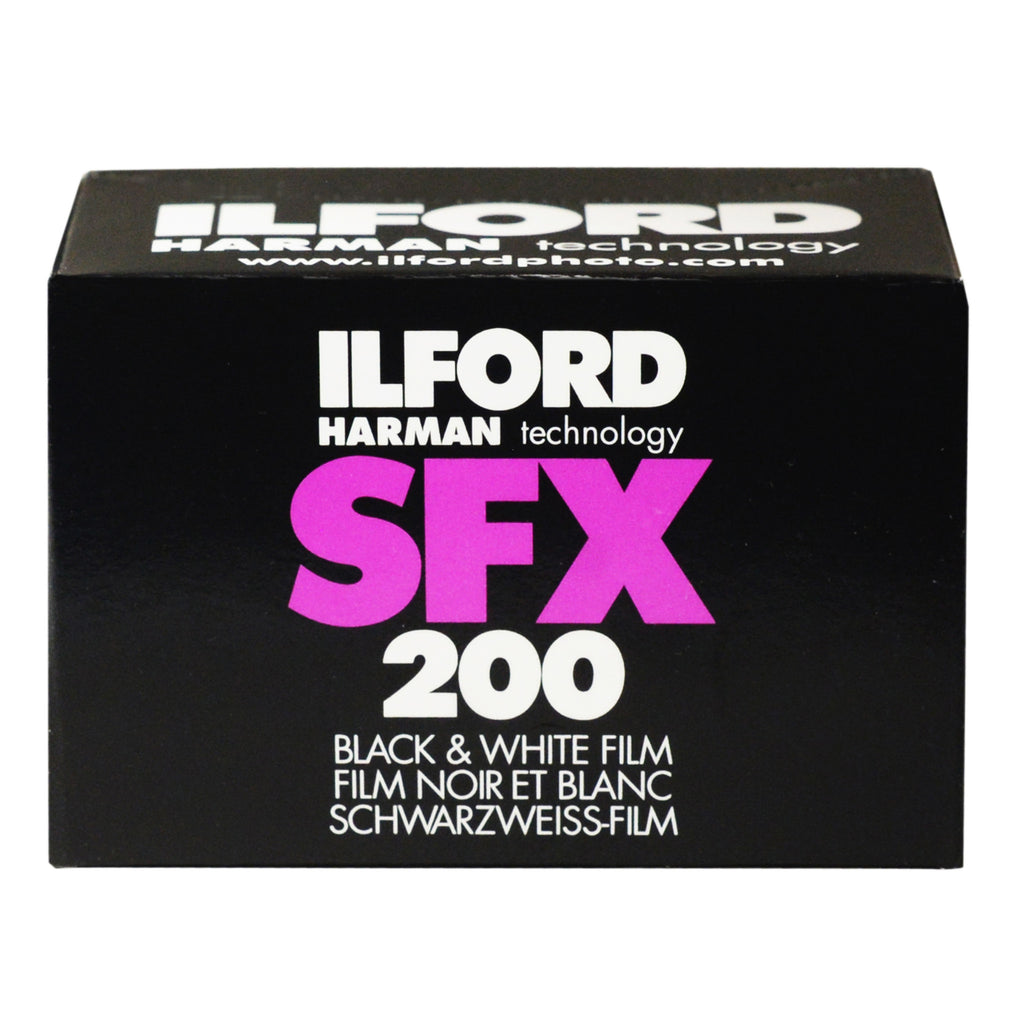 ILFORD
HARMAN technology
www.ilfordphoto.com
ILFORD
HARMAN technology
SFX
200
BLACK & WHITE FILM
FILM NOIR ET BLANC
SCHWARZWEISS-FILM